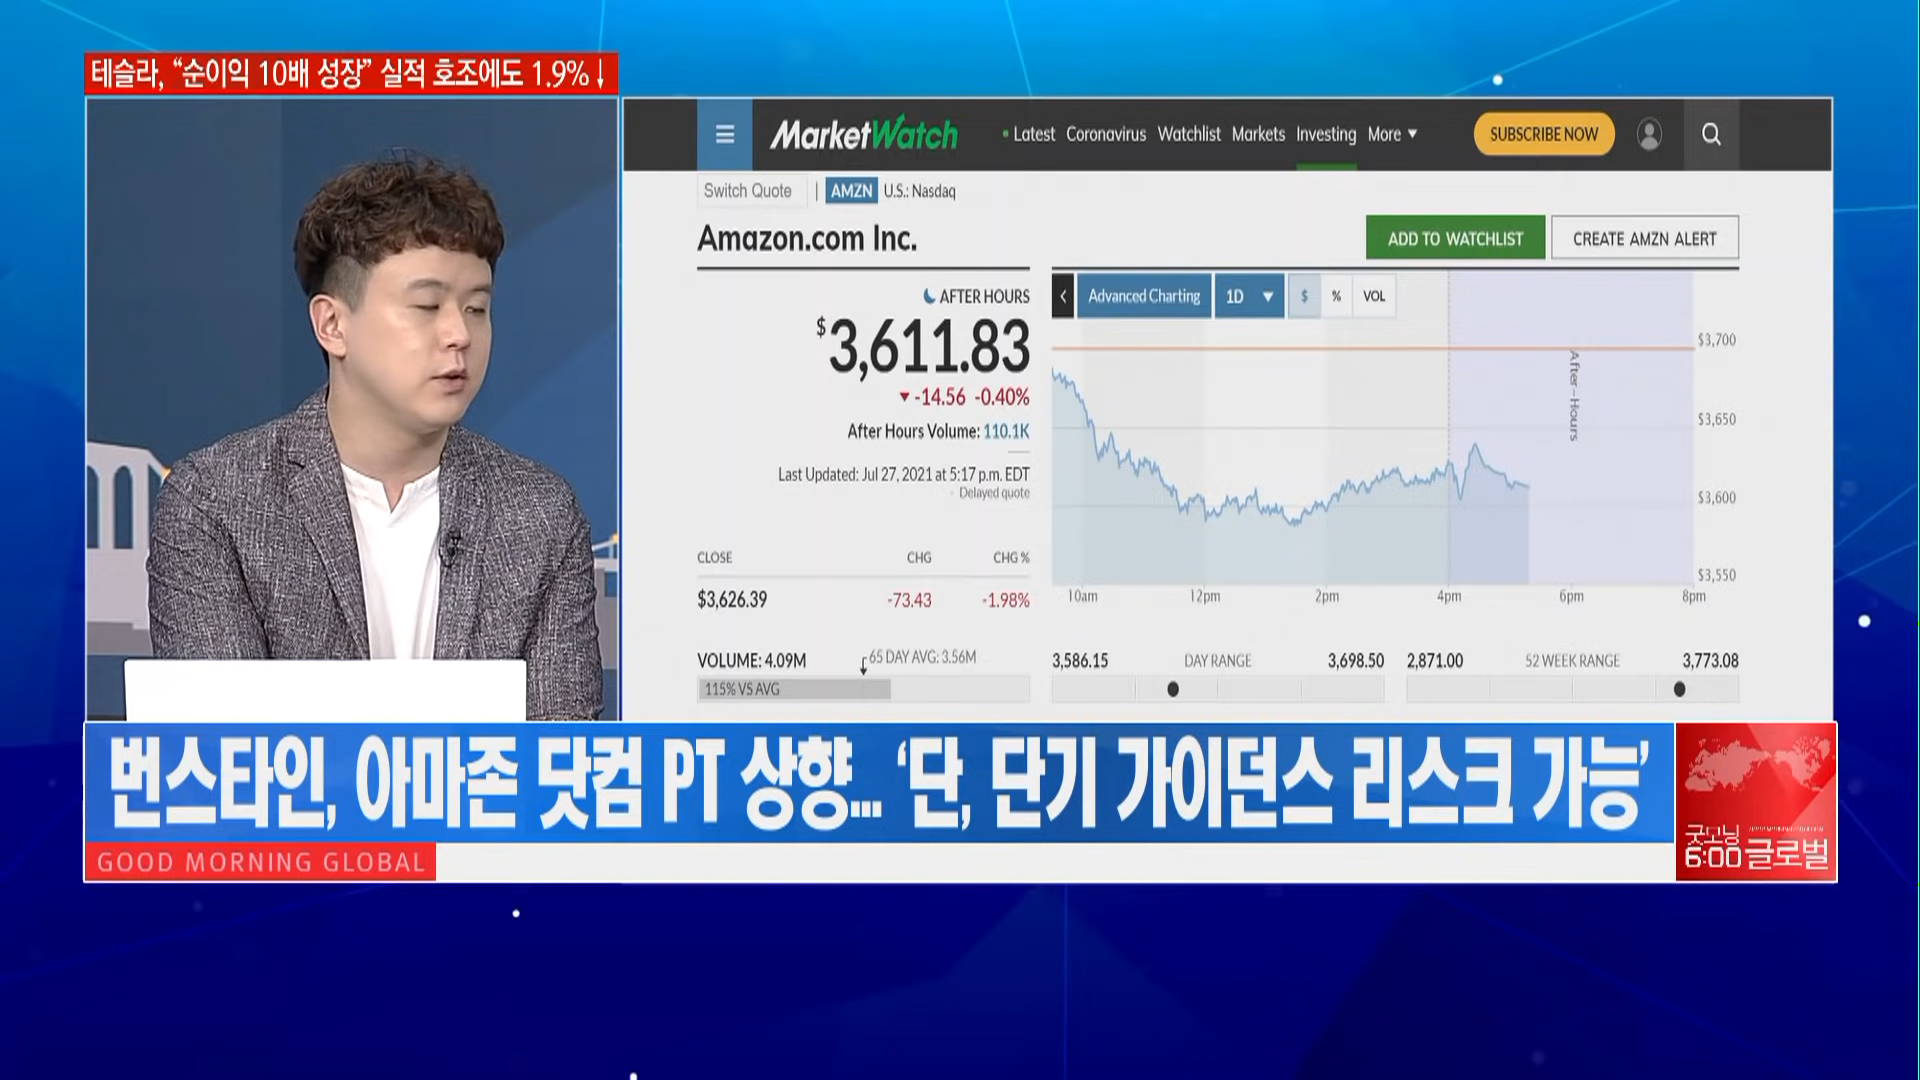 테슬라, “순이익 10배 성장” 실적 호조에도 1.9%↓
MarketWatch
Latest Coronavirus Watchlist Markets Investing More ▼
SUBSCRIBE NOW
Switch Quote | AMZN U.S.: Nasdaq
Amazon.com Inc.
ADD TO WATCHLIST
CREATE AMZN ALERT
AFTER HOURS
$3,611.83
▼ -14.56 -0.40%
After Hours Volume: 110.1K
Last Updated: Jul 27, 2021 at 5:17 p.m. EDT
Delayed quote
CLOSE CHG CHG %
$3,626.39 -73.43 -1.98%
VOLUME: 4.09M 65 DAY AVG: 3.56M
115% VS AVG
Advanced Charting 1D ▼ $ % VOL
After-Hours
$3,700
$3,650
$3,600
$3,550
10am 12pm 2pm 4pm 6pm 8pm
3,586.15 DAY RANGE 3,698.50
2,871.00 52 WEEK RANGE 3,773.08
번스타인, 아마존 닷컴 PT 상향... ‘단, 단기 가이던스 리스크 가능’
GOOD MORNING GLOBAL
굿모닝
6:00 글로벌